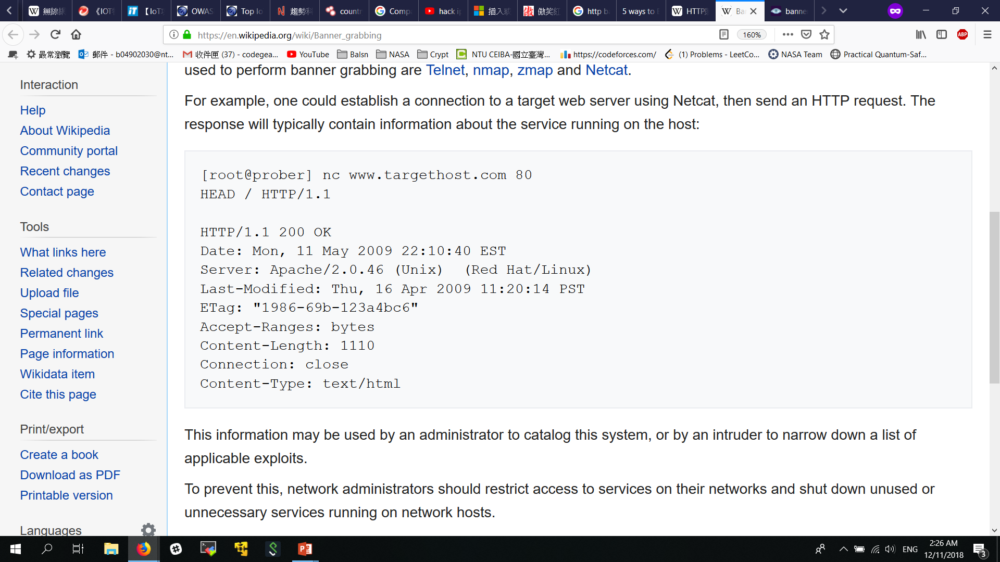 無線網
《IOT
iT 【IoT
OWAS
Top Io
趨勢科
count
Comp
hack i
插入或
傲笑紅
http b
5 ways to
W HTTP
W Ba
banne
https://en.wikipedia.org/wiki/Banner_grabbing
160%
ABP
最常瀏覽
郵件 - b04902030@nt...
收件匣 (37) - codegea...
YouTube
Balsn
NASA
Crypt
NTU CEIBA-國立臺灣...
https://codeforces.com/
(1) Problems - LeetCo...
NASA Team
Practical Quantum-Saf...
Interaction
Help
About Wikipedia
Community portal
Recent changes
Contact page
Tools
What links here
Related changes
Upload file
Special pages
Permanent link
Page information
Wikidata item
Cite this page
Print/export
Create a book
Download as PDF
Printable version
Languages
used to perform banner grabbing are Telnet, nmap, zmap and Netcat.
For example, one could establish a connection to a target web server using Netcat, then send an HTTP request. The
response will typically contain information about the service running on the host:
[root@prober] nc www.targethost.com 80
HEAD / HTTP/1.1
HTTP/1.1 200 OK
Date: Mon, 11 May 2009 22:10:40 EST
Server: Apache/2.0.46 (Unix)  (Red Hat/Linux)
Last-Modified: Thu, 16 Apr 2009 11:20:14 PST
ETag: "1986-69b-123a4bc6"
Accept-Ranges: bytes
Content-Length: 1110
Connection: close
Content-Type: text/html
This information may be used by an administrator to catalog this system, or by an intruder to narrow down a list of
applicable exploits.
To prevent this, network administrators should restrict access to services on their networks and shut down unused or
unnecessary services running on network hosts.
ENG
2:26 AM
12/11/2018
3